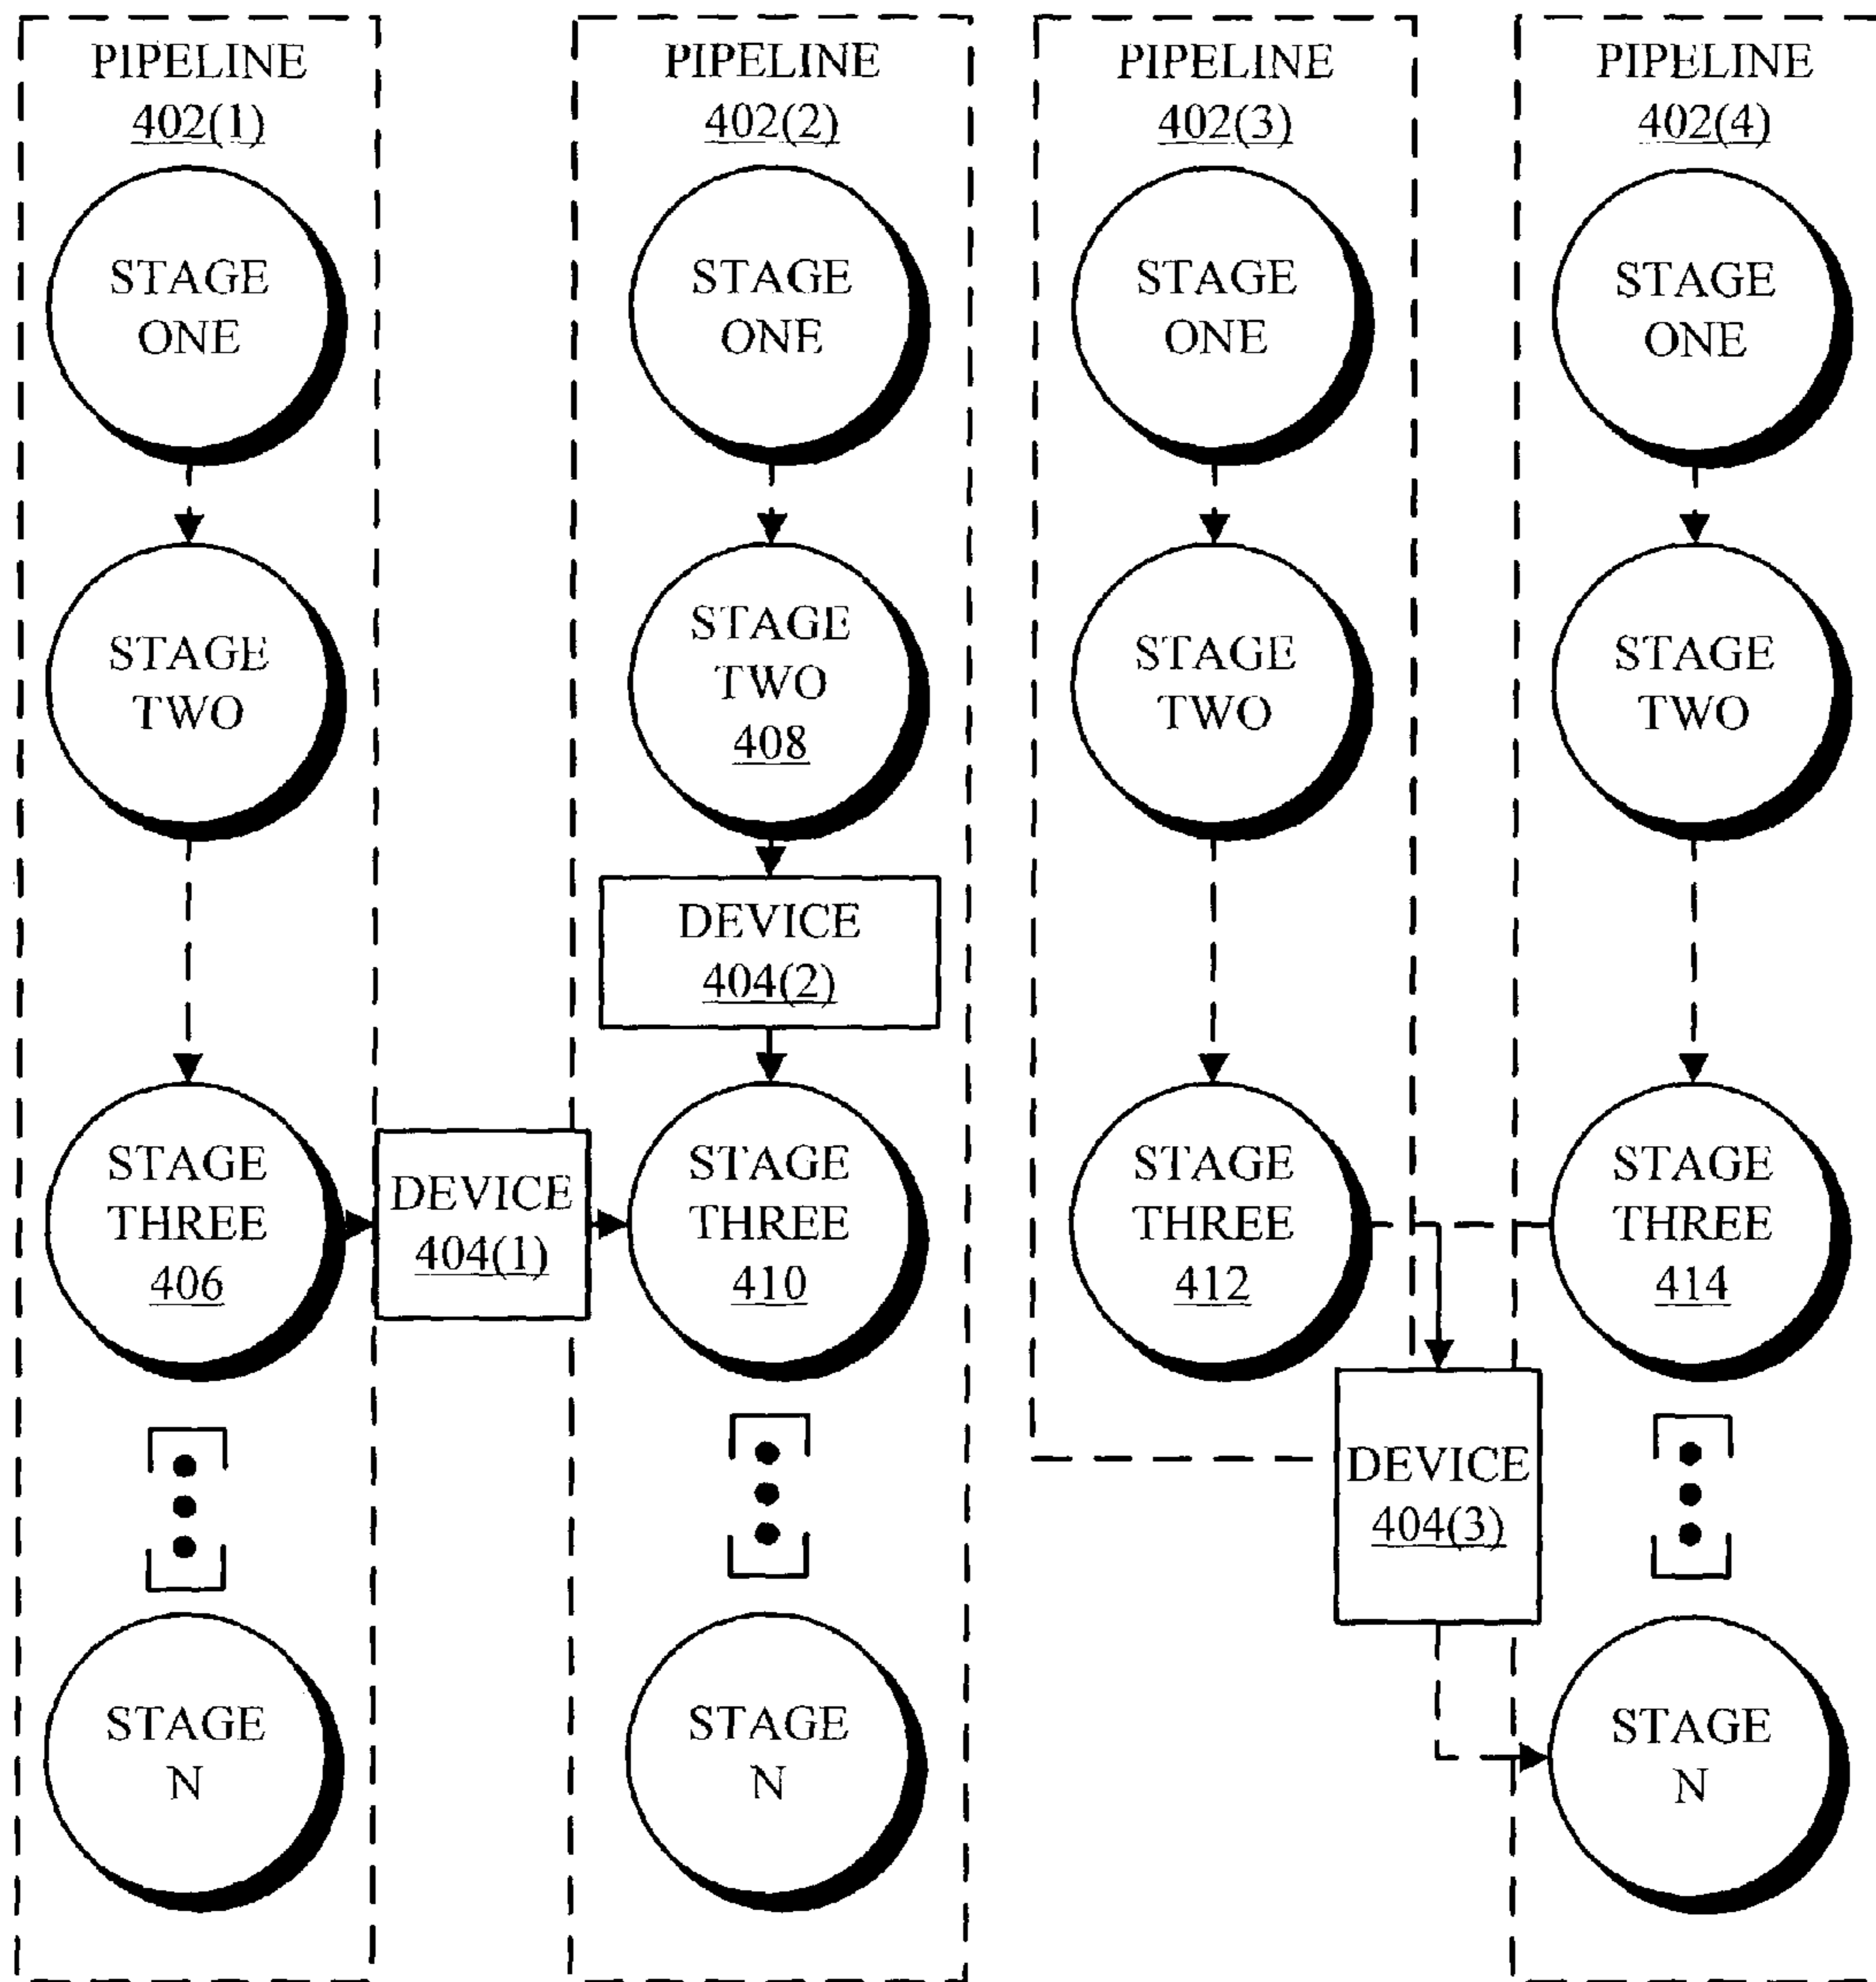 PIPELINE
402(1)
STAGE
ONE
STAGE
TWO
STAGE
THREE
406
STAGE
N
DEVICE
404(1)
PIPELINE
402(2)
STAGE
ONE
STAGE
TWO
408
DEVICE
404(2)
STAGE
THREE
410
STAGE
N
PIPELINE
402(3)
STAGE
ONE
STAGE
TWO
STAGE
THREE
412
DEVICE
404(3)
PIPELINE
402(4)
STAGE
ONE
STAGE
TWO
STAGE
THREE
414
STAGE
N